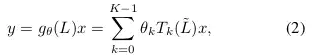 y = g_θ(L)x = \sum_{k=0}^{K-1} θ_k T_k(\tilde{L})x, (2)